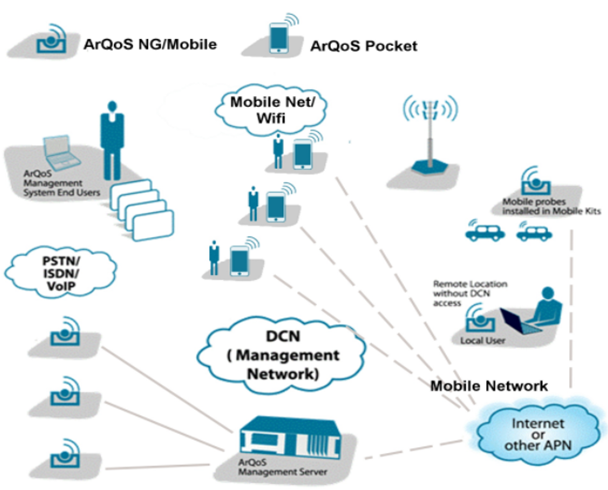 ArQoS NG/Mobile
ArQoS Pocket
Mobile Net/
Wifi
ArQoS
Management
System End Users
Mobile probes
installed in Mobile Kits
PSTN/
ISDN/
VoIP
Remote Location
without DCN
access
Local User
DCN
( Management
Network)
Mobile Network
Internet
or
other APN
ArQoS
Management Server